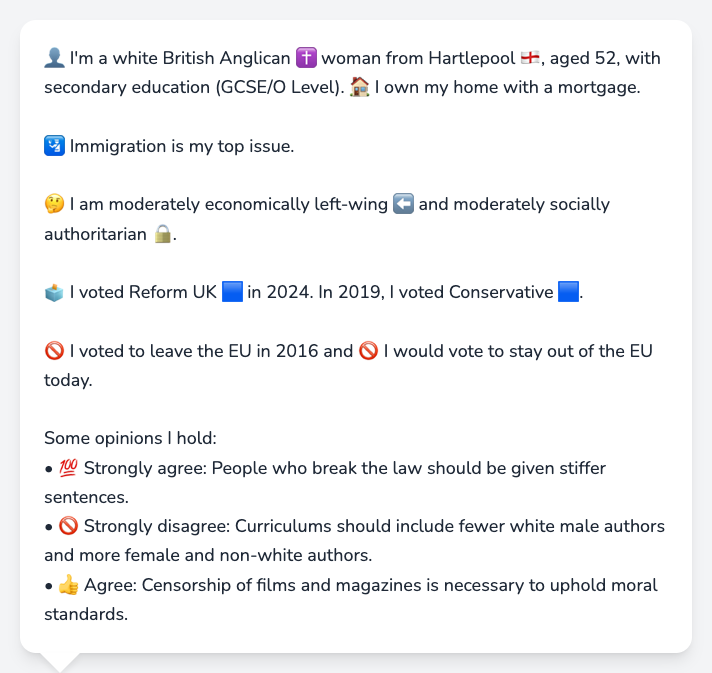 👤 I'm a white British Anglican ✝️ woman from Hartlepool 🏴󠁧󠁢󠁥󠁮󠁧󠁿, aged 52, with
secondary education (GCSE/O Level). 🏠 I own my home with a mortgage.
🛂 Immigration is my top issue.
🤔 I am moderately economically left-wing ⬅️ and moderately socially
authoritarian 🔒.
🗳️ I voted Reform UK 🟦 in 2024. In 2019, I voted Conservative 🟦.
🚫 I voted to leave the EU in 2016 and 🚫 I would vote to stay out of the EU
today.
Some opinions I hold:
• 💯 Strongly agree: People who break the law should be given stiffer
sentences.
• 🚫 Strongly disagree: Curriculums should include fewer white male authors
and more female and non-white authors.
• 👍 Agree: Censorship of films and magazines is necessary to uphold moral
standards.